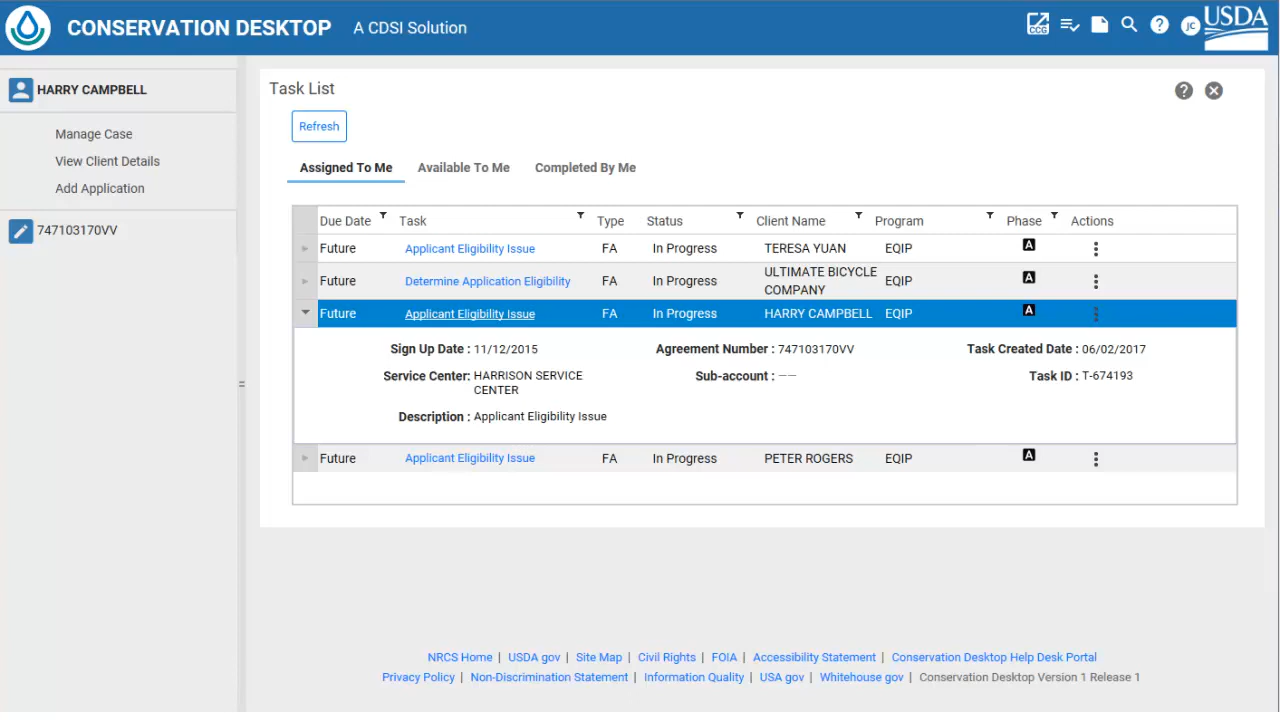 CONSERVATION DESKTOP A CDSI Solution CCG ? JC USDA
HARRY CAMPBELL
Manage Case
View Client Details
Add Application
747103170VV
Task List ?
Refresh
Assigned To Me Available To Me Completed By Me
Due Date Task Type Status Client Name Program Phase Actions
Future Applicant Eligibility Issue FA In Progress TERESA YUAN EQIP A
Future Determine Application Eligibility FA In Progress ULTIMATE BICYCLE COMPANY EQIP A
Future Applicant Eligibility Issue FA In Progress HARRY CAMPBELL EQIP A
Sign Up Date : 11/12/2015 Agreement Number : 747103170VV Task Created Date : 06/02/2017
Service Center: HARRISON SERVICE CENTER Sub-account : —— Task ID : T-674193
Description : Applicant Eligibility Issue
Future Applicant Eligibility Issue FA In Progress PETER ROGERS EQIP A
NRCS Home | USDA gov | Site Map | Civil Rights | FOIA | Accessibility Statement | Conservation Desktop Help Desk Portal
Privacy Policy | Non-Discrimination Statement | Information Quality | USA gov | Whitehouse gov | Conservation Desktop Version 1 Release 1